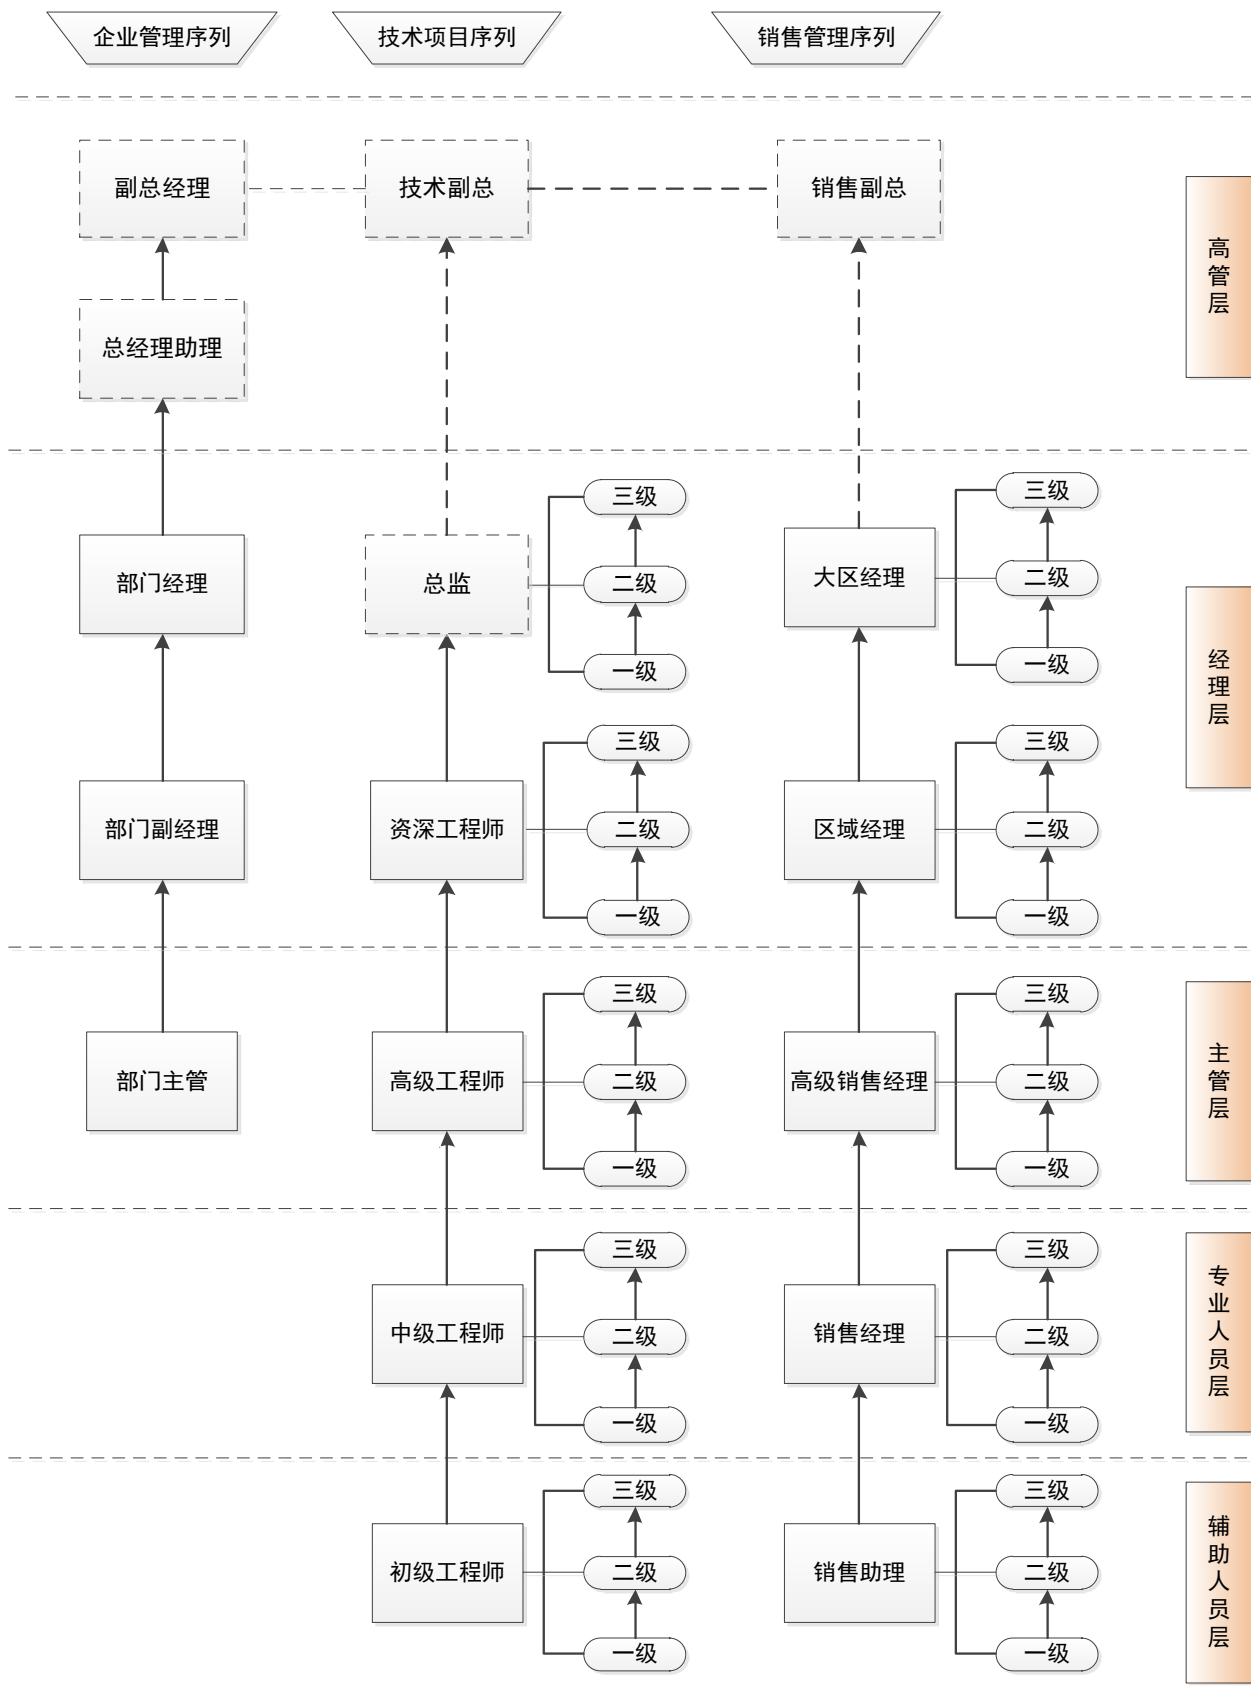 企业管理序列
技术项目序列
销售管理序列
副总经理
技术副总
销售副总
高管层
总经理助理
三级
三级
部门经理
总监
二级
大区经理
二级
一级
一级
经理层
三级
三级
部门副经理
资深工程师
二级
区域经理
二级
一级
一级
三级
三级
部门主管
高级工程师
二级
高级销售经理
二级
主管层
一级
一级
三级
三级
中级工程师
二级
销售经理
二级
专业人员层
一级
一级
三级
三级
初级工程师
二级
销售助理
二级
辅助人员层
一级
一级